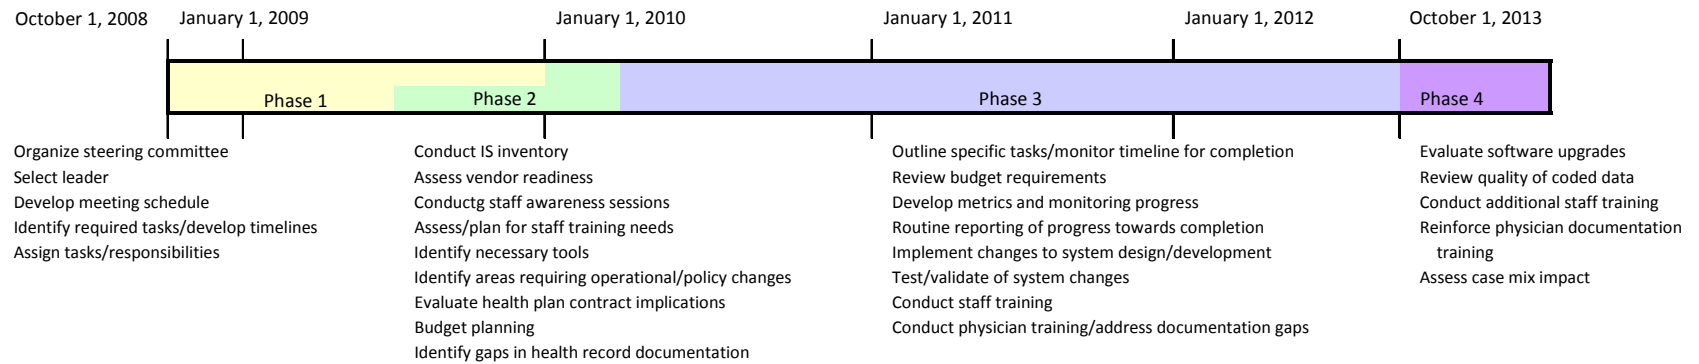 October 1, 2008 January 1, 2009 January 1, 2010 January 1, 2011 January 1, 2012 October 1, 2013
Phase 1 Phase 2 Phase 3 Phase 4
Organize steering committee
Select leader
Develop meeting schedule
Identify required tasks/develop timelines
Assign tasks/responsibilities
Conduct IS inventory
Assess vendor readiness
Conductg staff awareness sessions
Assess/plan for staff training needs
Identify necessary tools
Identify areas requiring operational/policy changes
Evaluate health plan contract implications
Budget planning
Identify gaps in health record documentation
Outline specific tasks/monitor timeline for completion
Review budget requirements
Develop metrics and monitoring progress
Routine reporting of progress towards completion
Implement changes to system design/development
Test/validate of system changes
Conduct staff training
Conduct physician training/address documentation gaps
Evaluate software upgrades
Review quality of coded data
Conduct additional staff training
Reinforce physician documentation
training
Assess case mix impact